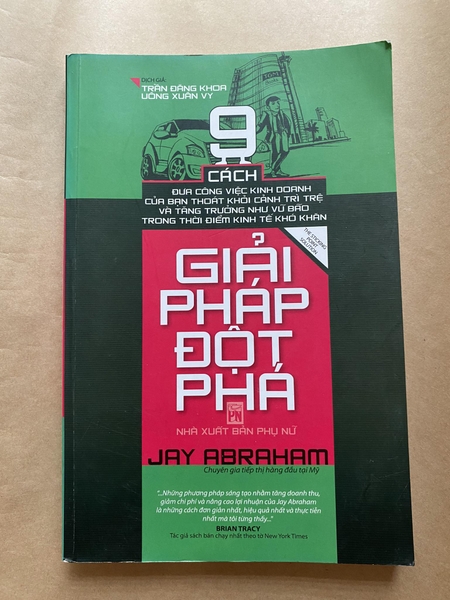 DỊCH GIẢ:
TRẦN ĐĂNG KHOA
UÔNG XUÂN VY
9
CÁCH
ĐƯA CÔNG VIỆC KINH DOANH
CỦA BẠN THOÁT KHỎI CẢNH TRÌ TRỆ
VÀ TĂNG TRƯỞNG NHƯ VŨ BÃO
TRONG THỜI ĐIỂM KINH TẾ KHÓ KHĂN
THE STICKING
POINT
SOLUTION
GIẢI
PHÁP
ĐỘT
PHÁ
PN
NHÀ XUẤT BẢN PHỤ NỮ
JAY ABRAHAM
Chuyên gia tiếp thị hàng đầu tại Mỹ
"...Những phương pháp sáng tạo nhằm tăng doanh thu,
giảm chi phí và nâng cao lợi nhuận của Jay Abraham
là những cách đơn giản nhất, hiệu quả nhất và thực tiễn
nhất mà tôi từng thấy..."
BRIAN TRACY
Tác giả sách bán chạy nhất theo tờ New York Times